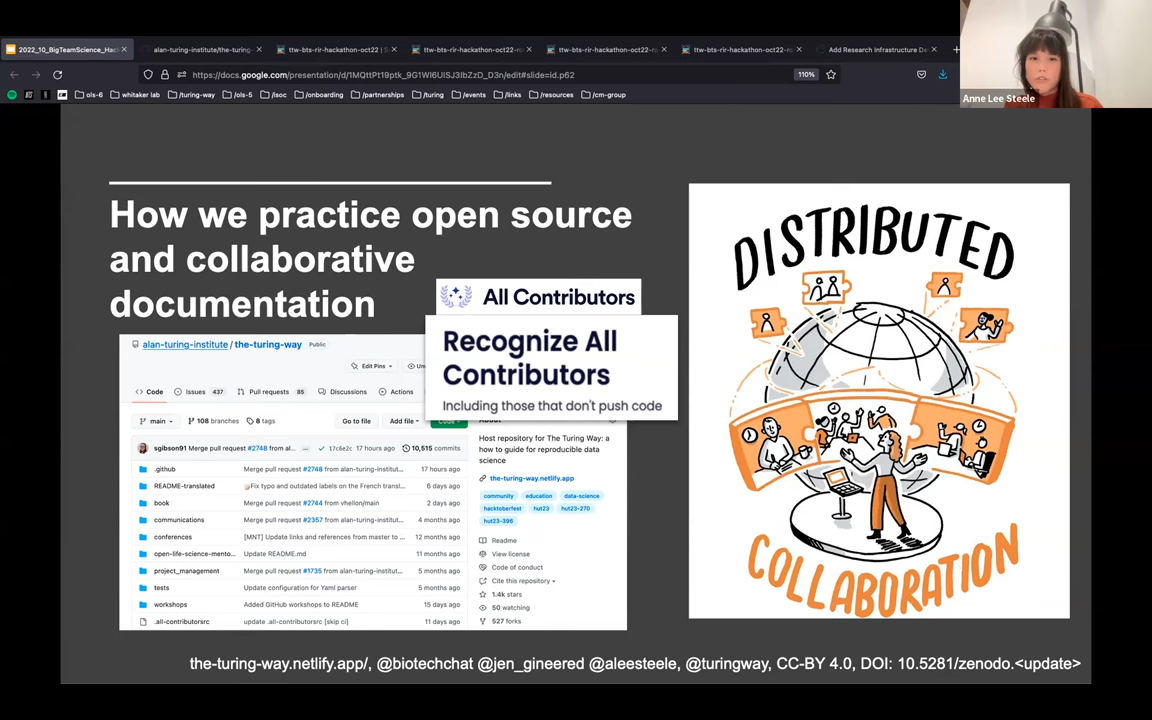 2022_10_BigTeamScience_Hac
alan-turing-institute/the-turing-
ttw-bts-rir-hackathon-oct22 | S
ttw-bts-rir-hackathon-oct22-ro
ttw-bts-rir-hackathon-oct22-ro
ttw-bts-rir-hackathon-oct22-ro
Add Research Infrastructure De
https://docs.google.com/presentation/d/1MQttPt19ptk_9G1Wl6UlSJ3lbZzD_D3n/edit#slide=id.p62
110%
ols-6 whitaker lab /turing-way /ols-5 /isoc /onboarding /partnerships /turing /events /links /resources /cm-group
Anne Lee Steele
How we practice open source
and collaborative
documentation
All Contributors
Recognize All
Contributors
Including those that don't push code
alan-turing-institute / the-turing-way Public
Edit Pins
Code Issues 437 Pull requests 85 Discussions Actions
main 108 branches 8 tags Go to file Add file Code
sgibson91 Merge pull request #2748 from al... 17c6e2c 17 hours ago 10,515 commits
.github Merge pull request #2748 from alan-turing-institut... 17 hours ago
README-translated Fix typo and outdated labels on the French transl... 6 days ago
book Merge pull request #2744 from vhellon/main 2 days ago
communications Merge pull request #2357 from alan-turing-institut... 4 months ago
conferences [MNT] Update links and references from master to ... 12 months ago
open-life-science-mento... Update README.md 11 months ago
project_management Merge pull request #1735 from alan-turing-institut... 5 months ago
tests Update configuration for Yaml parser 5 months ago
workshops Added GitHub workshops to README 15 days ago
.all-contributorsrc update .all-contributorsrc [skip ci] 11 days ago
About
Host repository for The Turing Way: a
how to guide for reproducible data
science
the-turing-way.netlify.app
community education data-science
hacktoberfest hut23 hut23-270
hut23-396
Readme
View license
Code of conduct
Cite this repository
1.4k stars
50 watching
527 forks
DISTRIBUTED
COLLABORATION
the-turing-way.netlify.app/, @biotechchat @jen_gineered @aleesteele, @turingway, CC-BY 4.0, DOI: 10.5281/zenodo.<update>